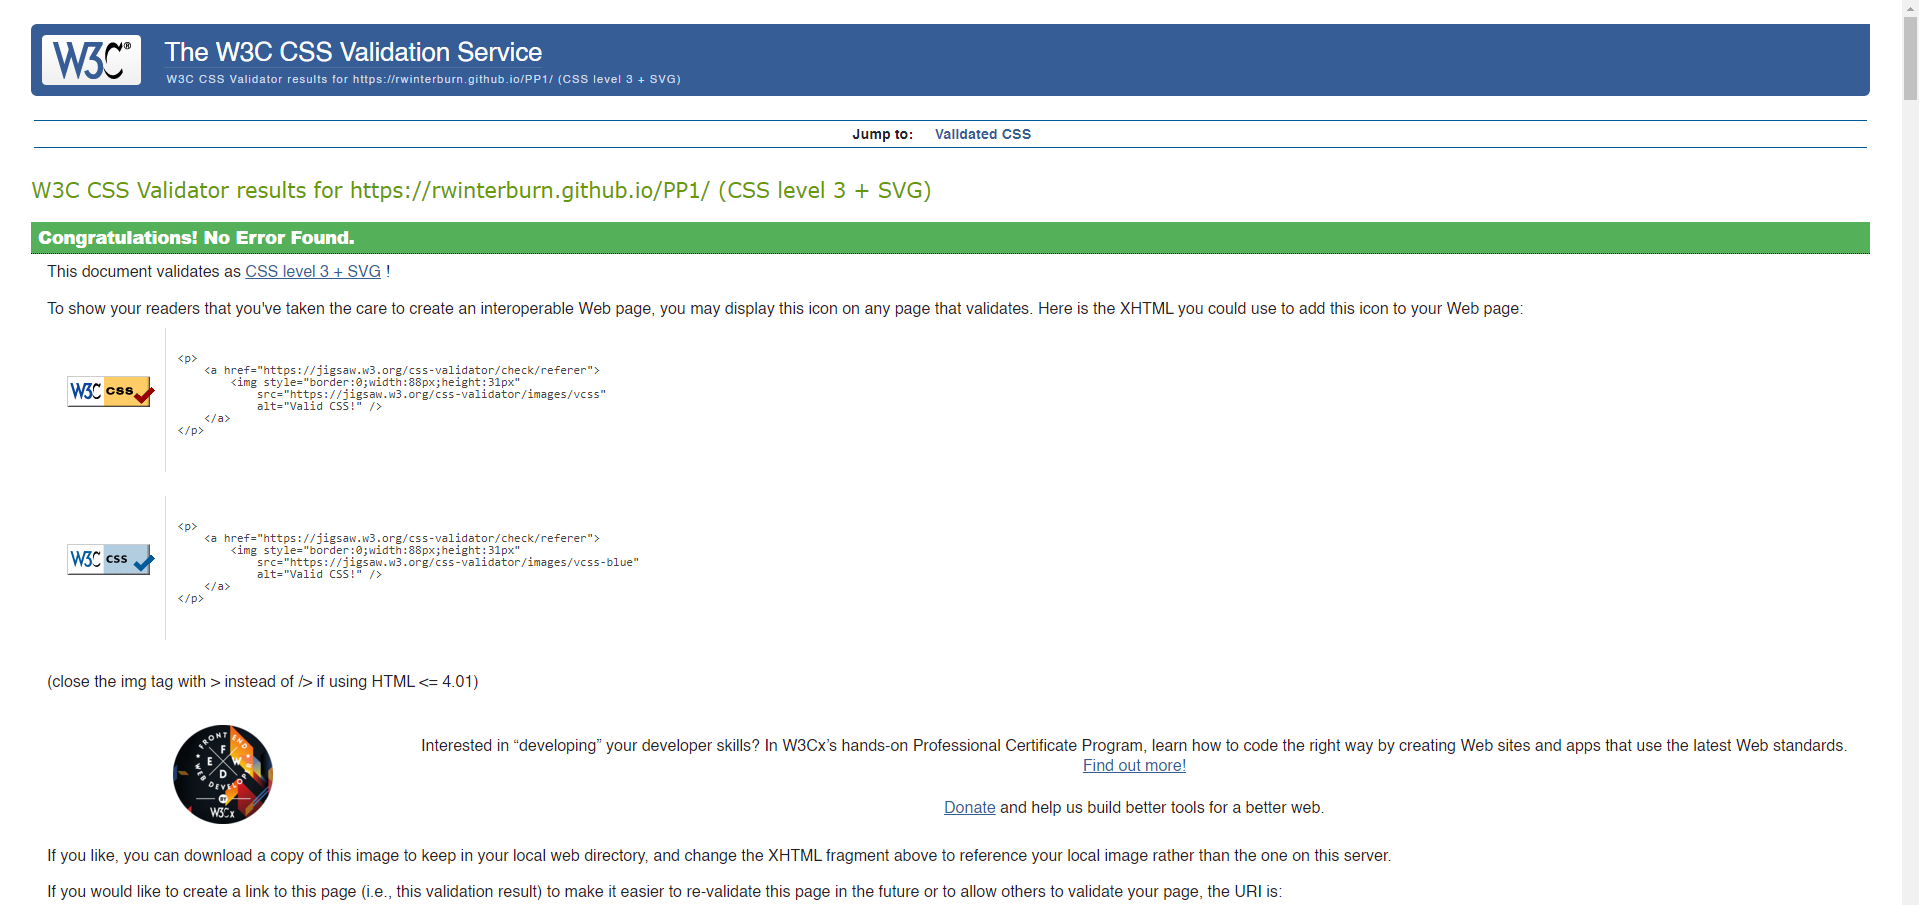 W3C®
The W3C CSS Validation Service
W3C CSS Validator results for https://rwinterburn.github.io/PP1/ (CSS level 3 + SVG)
Jump to: Validated CSS
W3C CSS Validator results for https://rwinterburn.github.io/PP1/ (CSS level 3 + SVG)
Congratulations! No Error Found.
This document validates as CSS level 3 + SVG !
To show your readers that you've taken the care to create an interoperable Web page, you may display this icon on any page that validates. Here is the XHTML you could use to add this icon to your Web page:
W3C css
<p>
<a href="https://jigsaw.w3.org/css-validator/check/referer">
<img style="border:0;width:88px;height:31px"
src="https://jigsaw.w3.org/css-validator/images/vcss"
alt="Valid CSS!" />
</a>
</p>
W3C css
<p>
<a href="https://jigsaw.w3.org/css-validator/check/referer">
<img style="border:0;width:88px;height:31px"
src="https://jigsaw.w3.org/css-validator/images/vcss-blue"
alt="Valid CSS!" />
</a>
</p>
(close the img tag with > instead of /> if using HTML <= 4.01)
FRONT END
F
E W
D
WEB DEVELOPER
W3Cx
Interested in “developing” your developer skills? In W3Cx’s hands-on Professional Certificate Program, learn how to code the right way by creating Web sites and apps that use the latest Web standards.
Find out more!
Donate and help us build better tools for a better web.
If you like, you can download a copy of this image to keep in your local web directory, and change the XHTML fragment above to reference your local image rather than the one on this server.
If you would like to create a link to this page (i.e., this validation result) to make it easier to re-validate this page in the future or to allow others to validate your page, the URI is: